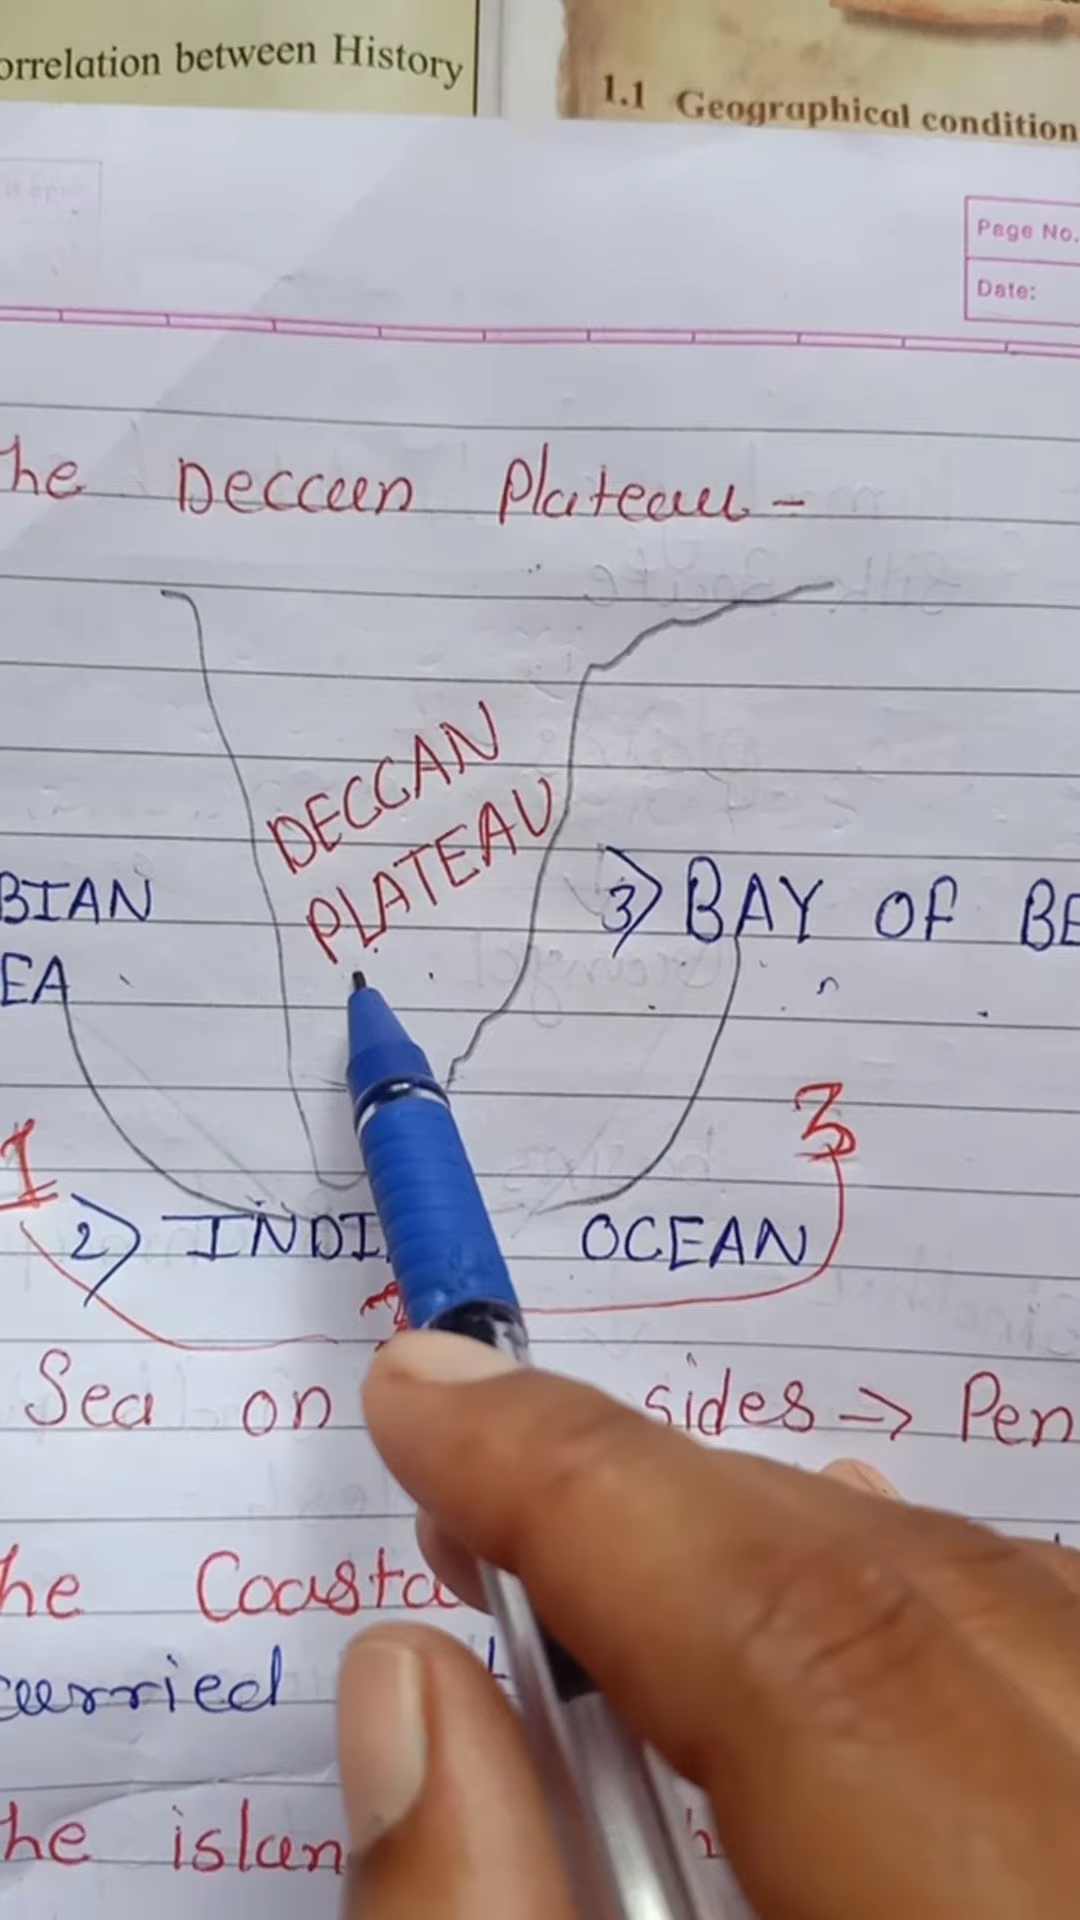 orrelation between History
1.1 Geographical condition
Page No.
Date:
he Deccan Plateau -
DECCAN
PLATEAU
BIAN
EA
3) BAY OF BE
1
3
2) INDI OCEAN
Sea on sides -> Pen
he Coasta
carried
he islan